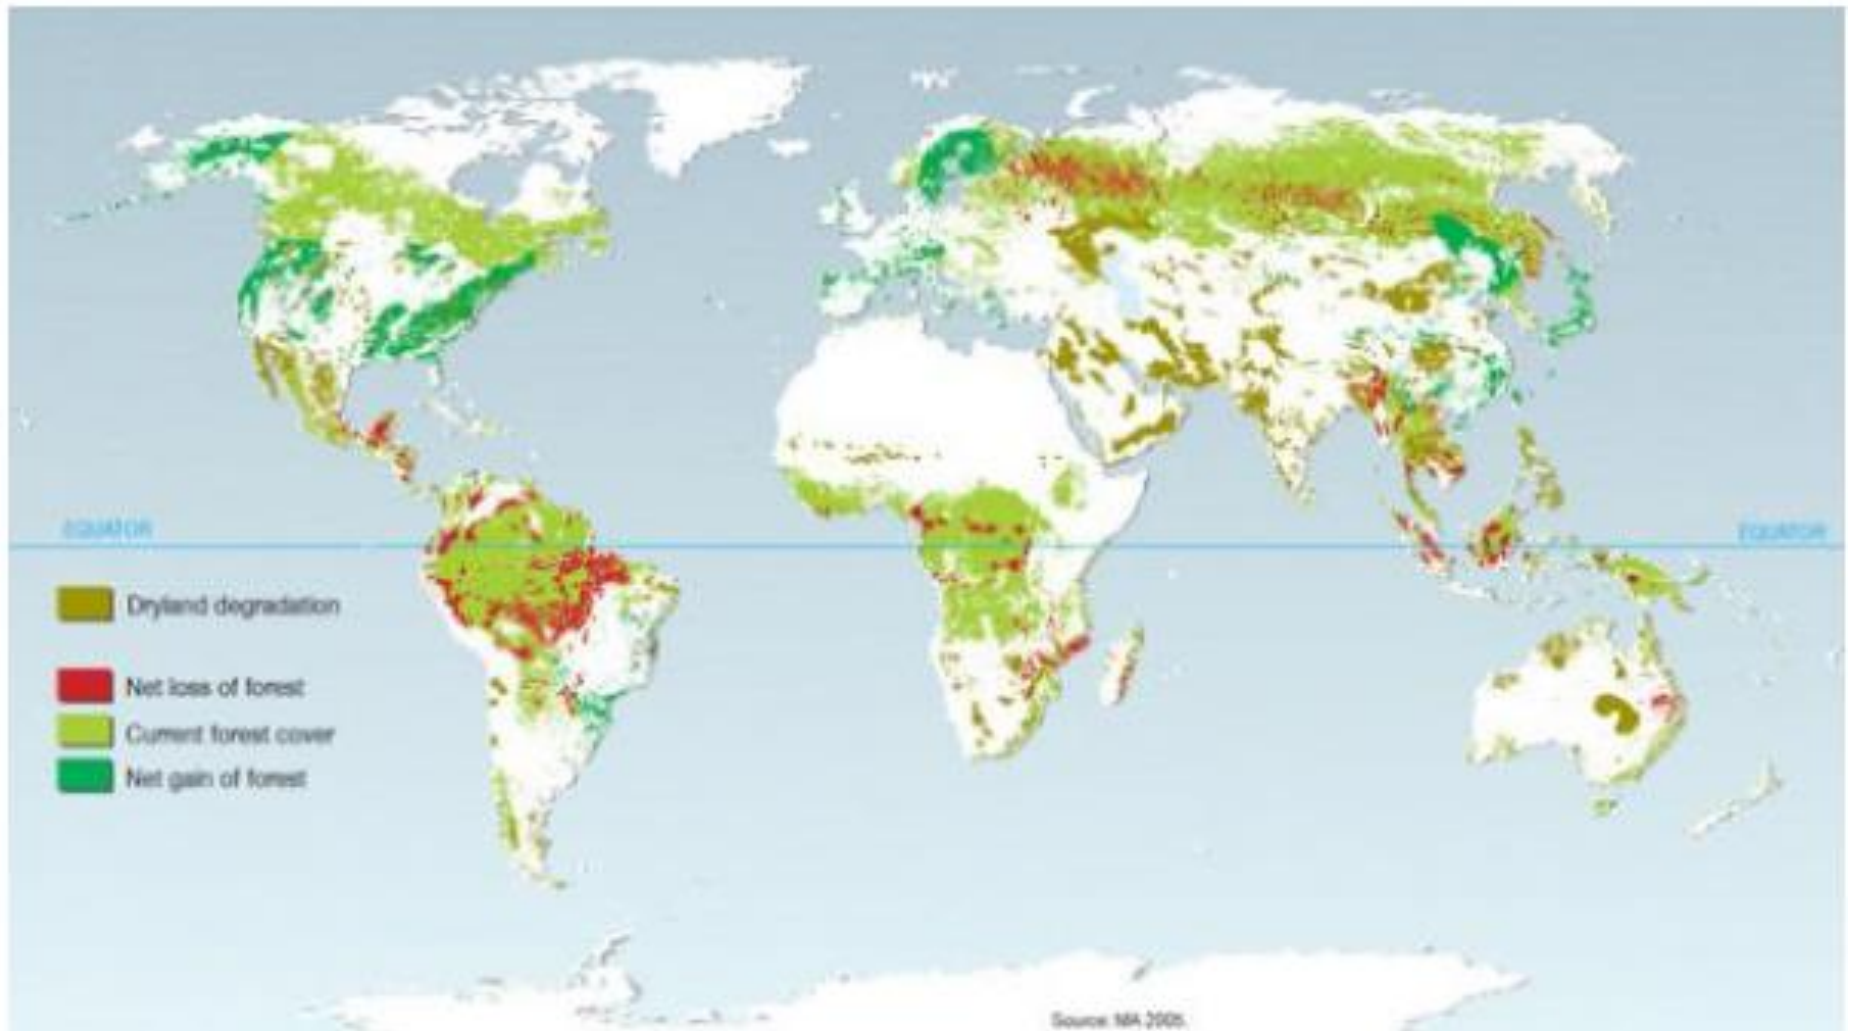 EQUATOR
EQUATOR
Dryland degradation
Net loss of forest
Current forest cover
Net gain of forest
Source: MA 2005.